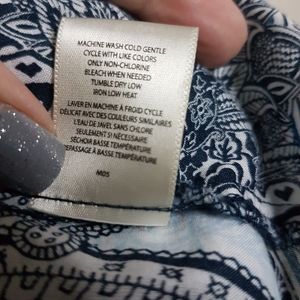 MACHINE WASH COLD GENTLE
CYCLE WITH LIKE COLORS
ONLY NON-CHLORINE
BLEACH WHEN NEEDED
TUMBLE DRY LOW
IRON LOW HEAT
LAVER EN MACHINE À FROID CYCLE
DÉLICAT AVEC DES COULEURS SIMILAIRES
L'EAU DE JAVEL SANS CHLORE
SEULEMENT SI NÉCESSAIRE
SÉCHOIR BASSE TEMPÉRATURE
REPASSAGE À BASSE TEMPÉRATURE
MDS